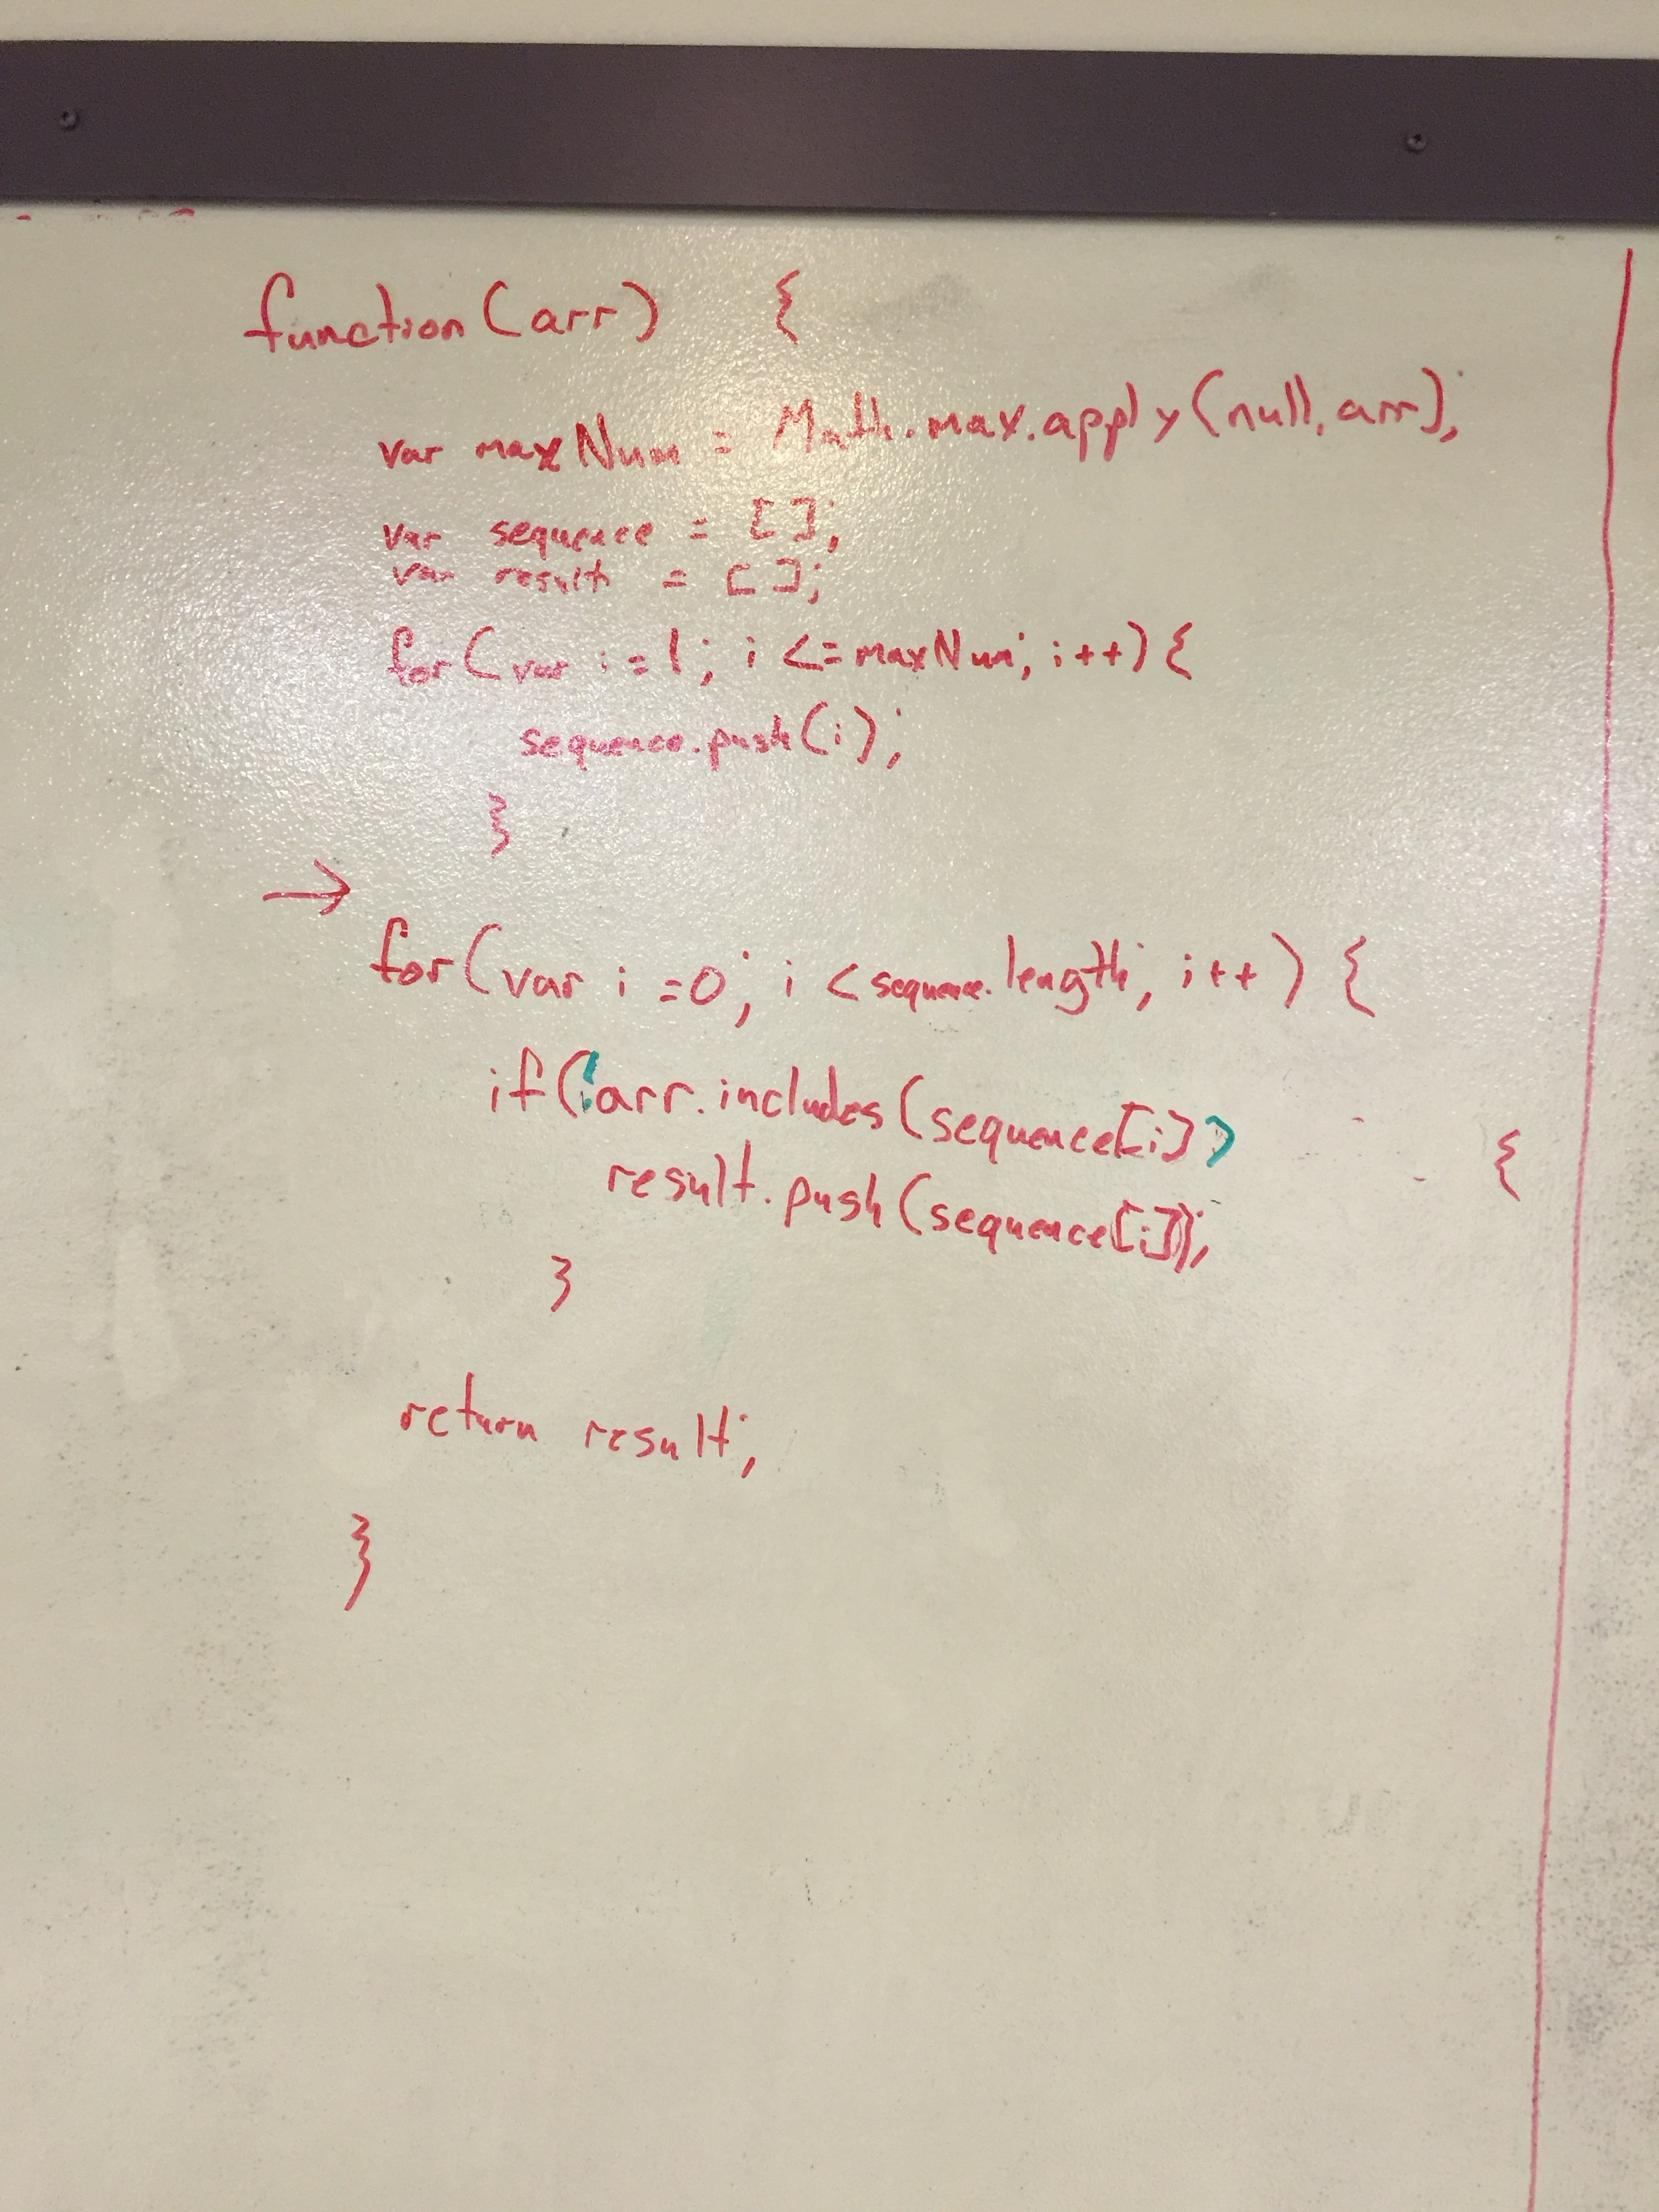 function(arr) {
var maxNum = Math.max.apply(null, arr);
var sequence = [];
var result = [];
for(var i=1; i <=maxNum; i++){
sequence.push(i);
}
→
for(var i=0; i < sequence.length; i++) {
if(!arr.includes(sequence[i]) {
result.push(sequence[i]);
}
return result;
}